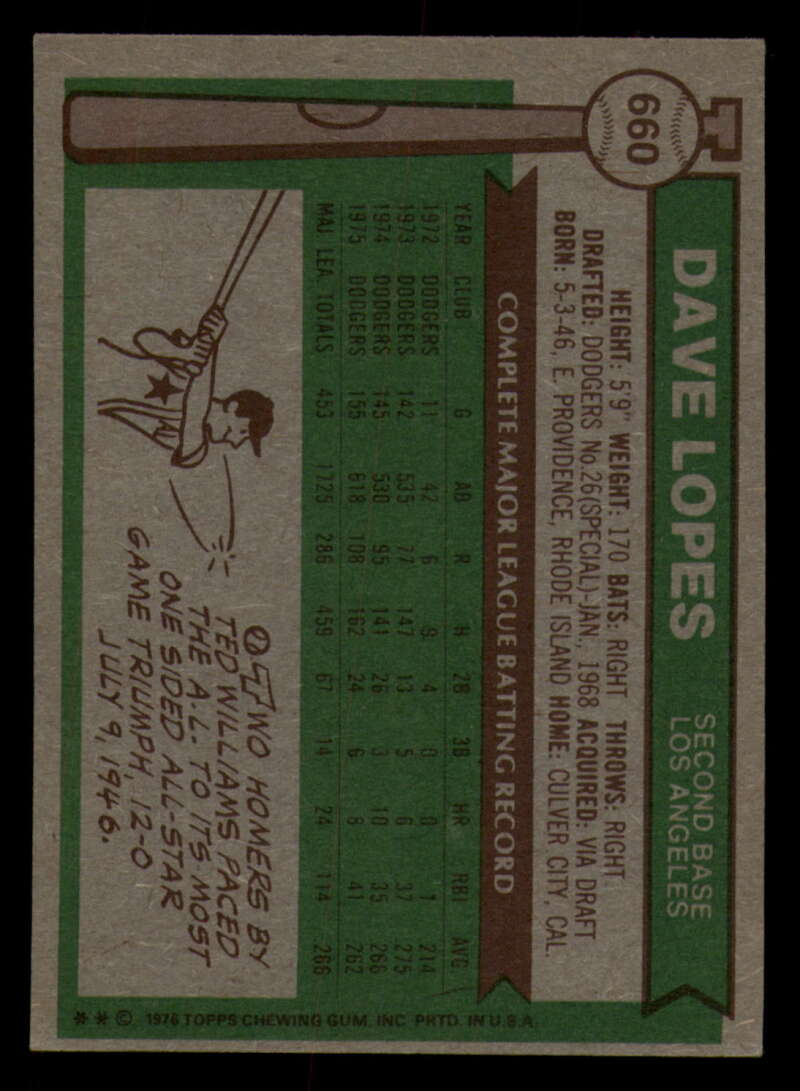 660
DAVE LOPES
SECOND BASE
LOS ANGELES
HEIGHT: 5'9" WEIGHT: 170 BATS: RIGHT THROWS: RIGHT
DRAFTED: DODGERS No.26(SPECIAL)-JAN., 1968 ACQUIRED: VIA DRAFT
BORN: 5-3-46, E. PROVIDENCE, RHODE ISLAND HOME: CULVER CITY, CAL.
COMPLETE MAJOR LEAGUE BATTING RECORD
YEAR CLUB G AB R H 2B 3B HR RBI AVG
1972 DODGERS 11 42 6 9 4 0 0 1 214
1973 DODGERS 142 535 77 147 13 5 6 37 275
1974 DODGERS 145 530 95 141 26 3 10 35 266
1975 DODGERS 155 618 108 162 24 6 8 41 262
MAJ. LEA. TOTALS 453 1725 286 459 67 14 24 114 266
TWO HOMERS BY
TED WILLIAMS PACED
THE A.L. TO ITS MOST
ONE SIDED ALL-STAR
GAME TRIUMPH, 12-0
JULY 9, 1946.
** © 1976 TOPPS CHEWING GUM, INC. PRTD. IN U.S.A.